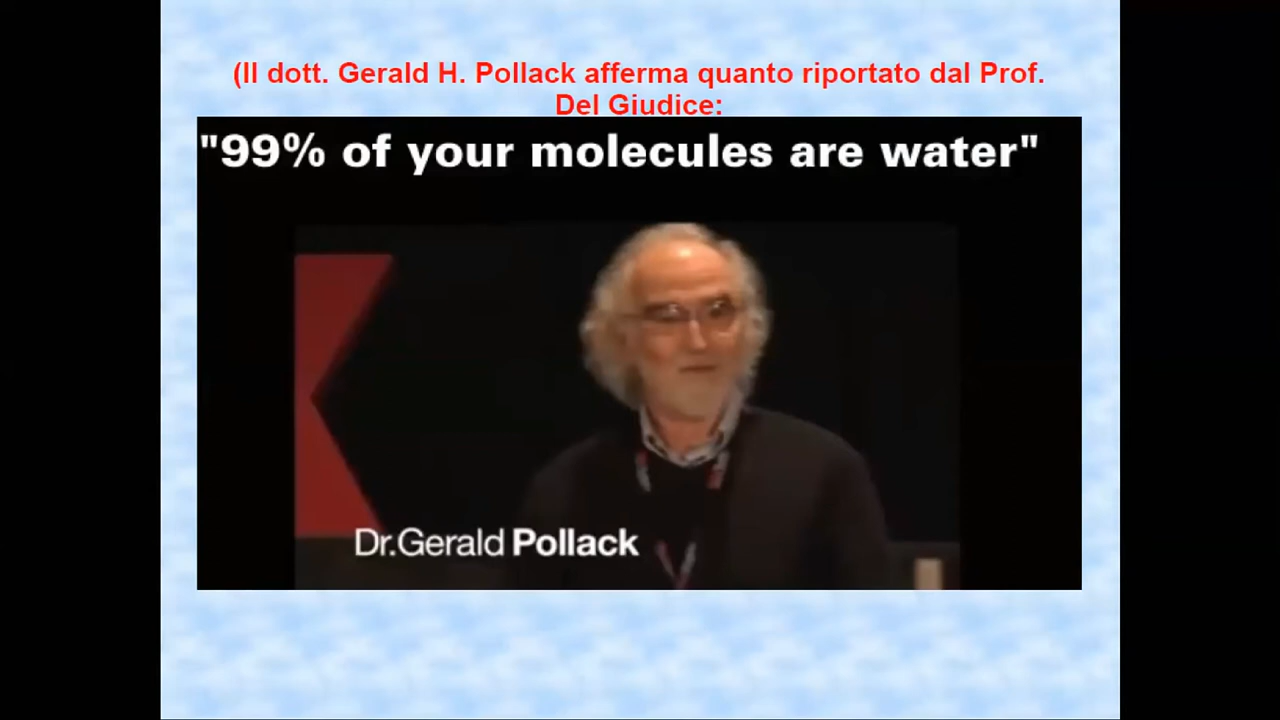 (Il dott. Gerald H. Pollack afferma quanto riportato dal Prof.
Del Giudice:
"99% of your molecules are water"
Dr.Gerald Pollack